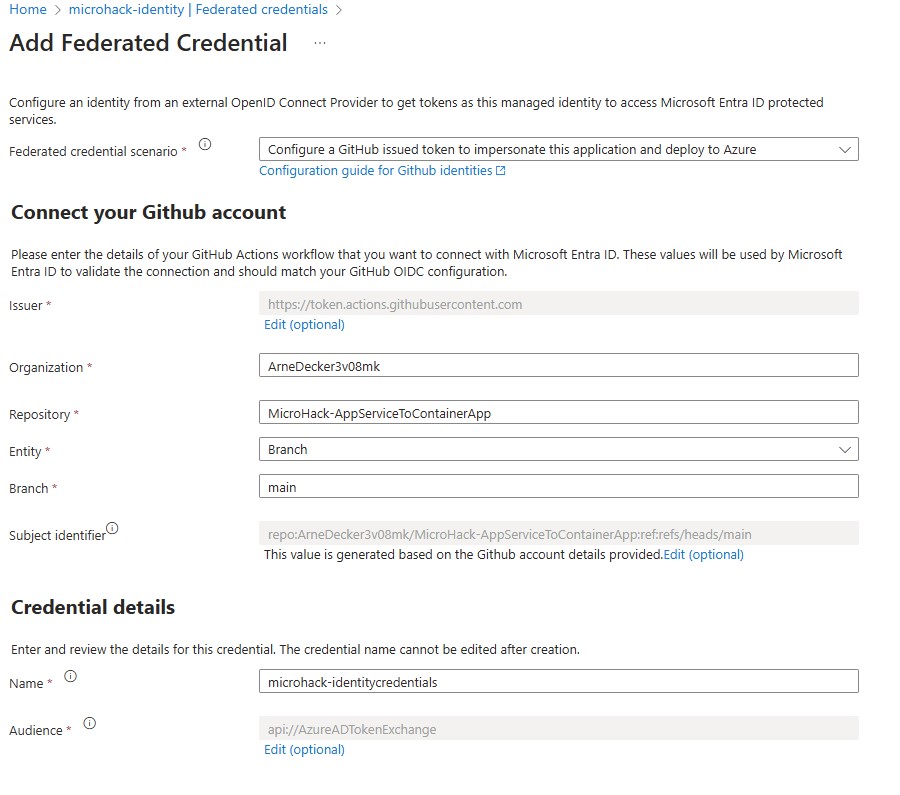 Home > microhack-identity | Federated credentials >
Add Federated Credential ...
Configure an identity from an external OpenID Connect Provider to get tokens as this managed identity to access Microsoft Entra ID protected
services.
Federated credential scenario * Configure a GitHub issued token to impersonate this application and deploy to Azure
Configuration guide for Github identities
Connect your Github account
Please enter the details of your GitHub Actions workflow that you want to connect with Microsoft Entra ID. These values will be used by Microsoft
Entra ID to validate the connection and should match your GitHub OIDC configuration.
Issuer * https://token.actions.githubusercontent.com
Edit (optional)
Organization * ArneDecker3v08mk
Repository * MicroHack-AppServiceToContainerApp
Entity * Branch
Branch * main
Subject identifier repo:ArneDecker3v08mk/MicroHack-AppServiceToContainerApp:ref:refs/heads/main
This value is generated based on the Github account details provided.Edit (optional)
Credential details
Enter and review the details for this credential. The credential name cannot be edited after creation.
Name * microhack-identitycredentials
Audience * api://AzureADTokenExchange
Edit (optional)